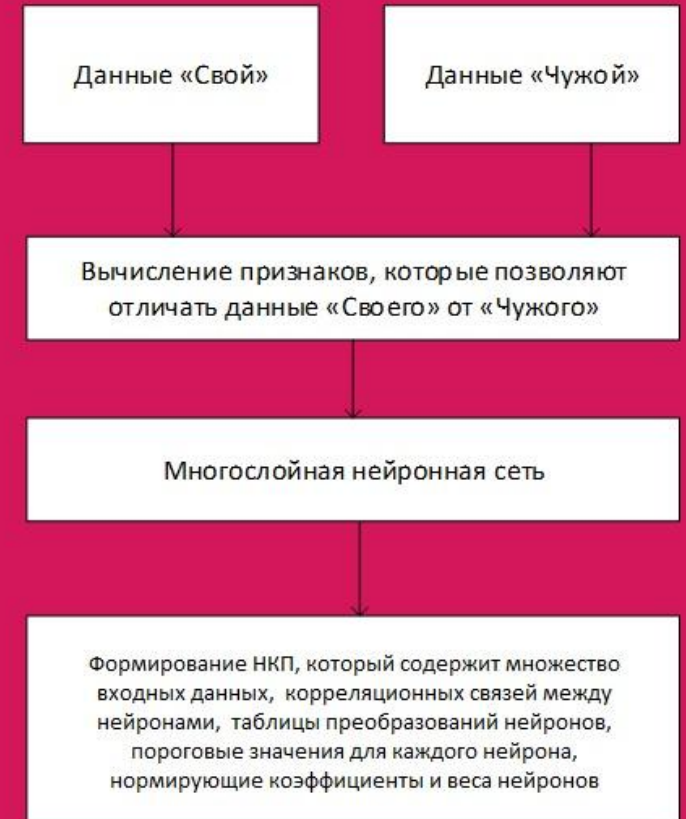 Данные «Свой»
Данные «Чужой»
Вычисление признаков, которые позволяют
отличать данные «Своего» от «Чужого»
Многослойная нейронная сеть
Формирование НКП, который содержит множество
входных данных, корреляционных связей между
нейронами, таблицы преобразований нейронов,
пороговые значения для каждого нейрона,
нормирующие коэффициенты и веса нейронов